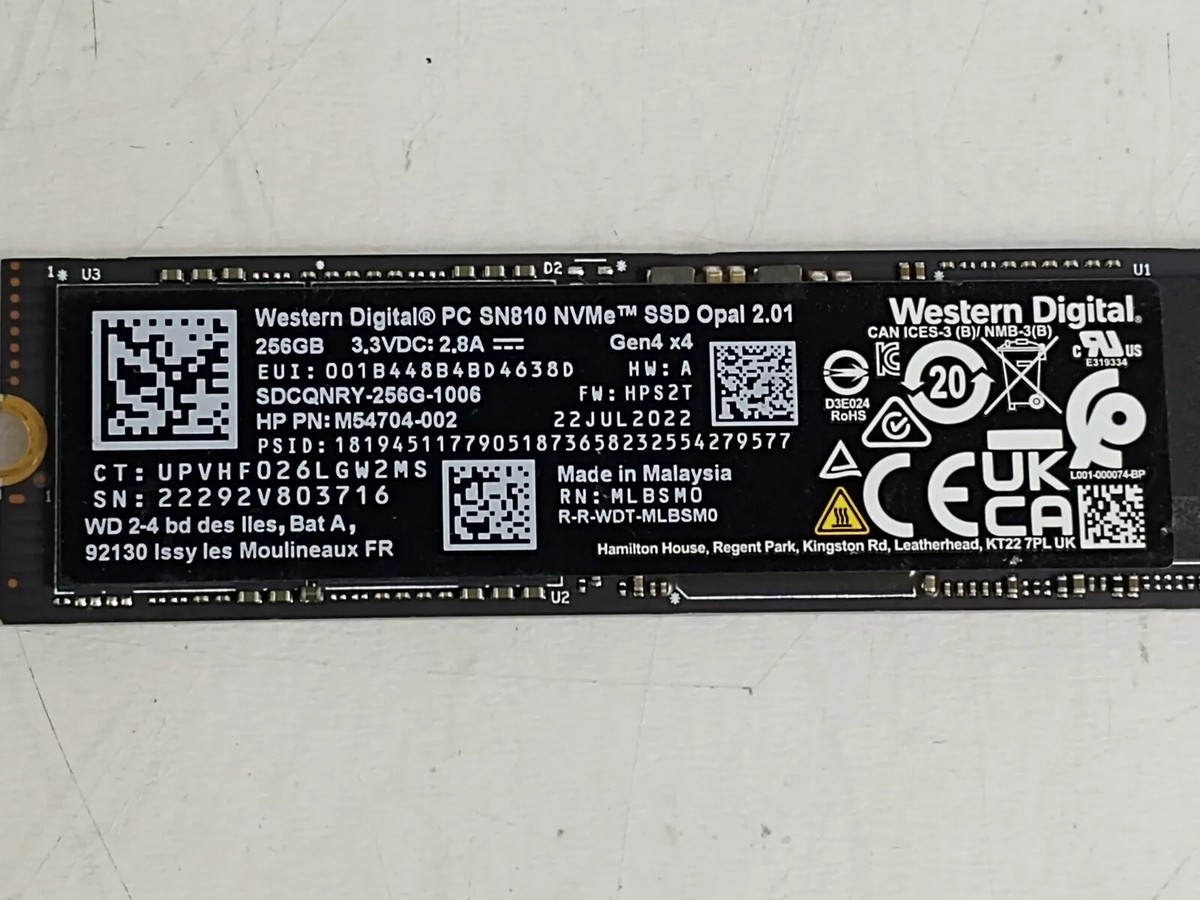 1* U3
D2
*
*
U1
Western Digital® PC SN810 NVMe™ SSD Opal 2.01
256GB 3.3VDC: 2.8A
Gen4 x4
EUI: 001B448B4BD4638D
HW: A
SDCQNRY-256G-1006
FW: HPS2T
HP PN: M54704-002
22JUL2022
PSID: 18194511779051873658232554279577
CT: UPVHF026LGW2MS
SN: 22292V803716
WD 2-4 bd des Iles, Bat A,
92130 Issy les Moulineaux FR
Made in Malaysia
RN: MLBSM0
R-R-WDT-MLBSM0
Western Digital®
CAN ICES-3 (B)/ NMB-3(B)
C RU US
E319334
D3E024
RoHS
20
L001-000074-BP
CE
UK
CA
Hamilton House, Regent Park, Kingston Rd, Leatherhead, KT22 7PL UK
1
U2
*